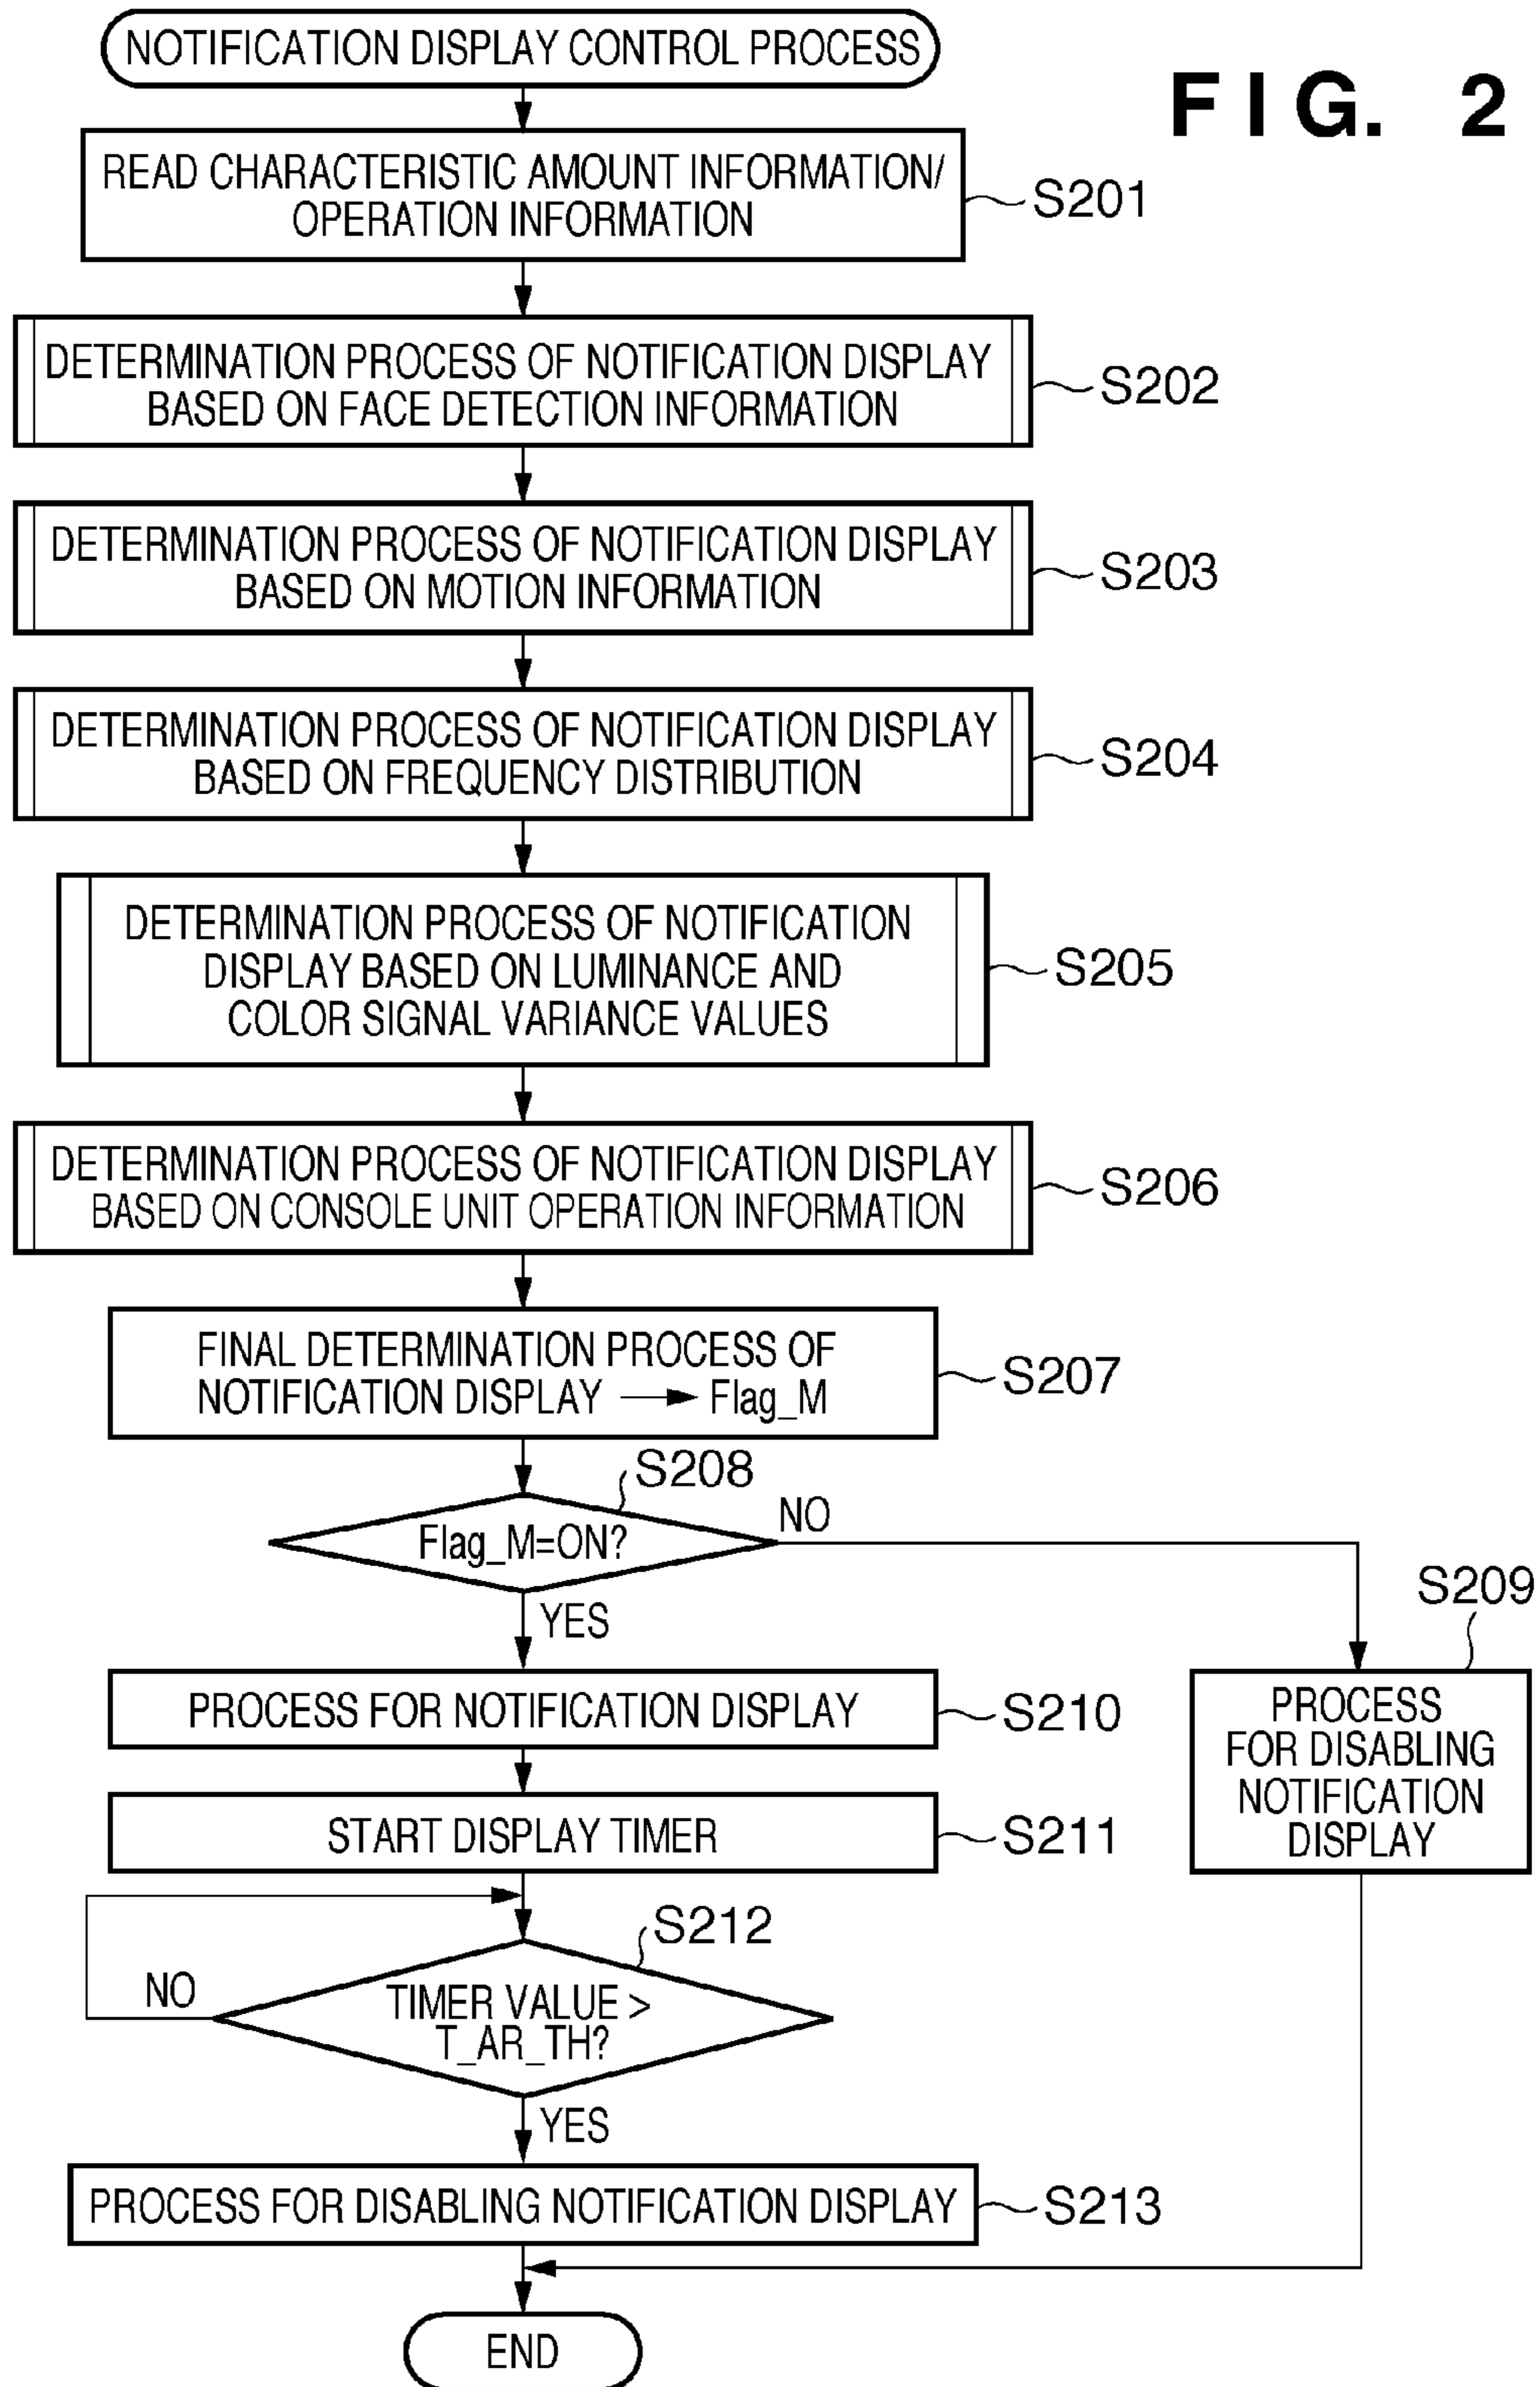 NOTIFICATION DISPLAY CONTROL PROCESS
FIG. 2
READ CHARACTERISTIC AMOUNT INFORMATION/
OPERATION INFORMATION
S201
DETERMINATION PROCESS OF NOTIFICATION DISPLAY
BASED ON FACE DETECTION INFORMATION
S202
DETERMINATION PROCESS OF NOTIFICATION DISPLAY
BASED ON MOTION INFORMATION
S203
DETERMINATION PROCESS OF NOTIFICATION DISPLAY
BASED ON FREQUENCY DISTRIBUTION
S204
DETERMINATION PROCESS OF NOTIFICATION
DISPLAY BASED ON LUMINANCE AND
COLOR SIGNAL VARIANCE VALUES
S205
DETERMINATION PROCESS OF NOTIFICATION DISPLAY
BASED ON CONSOLE UNIT OPERATION INFORMATION
S206
FINAL DETERMINATION PROCESS OF
NOTIFICATION DISPLAY → Flag_M
S207
S208
Flag_M=ON?
NO
YES
S209
PROCESS
FOR DISABLING
NOTIFICATION
DISPLAY
PROCESS FOR NOTIFICATION DISPLAY
S210
START DISPLAY TIMER
S211
S212
NO
TIMER VALUE >
T_AR_TH?
YES
PROCESS FOR DISABLING NOTIFICATION DISPLAY
S213
END